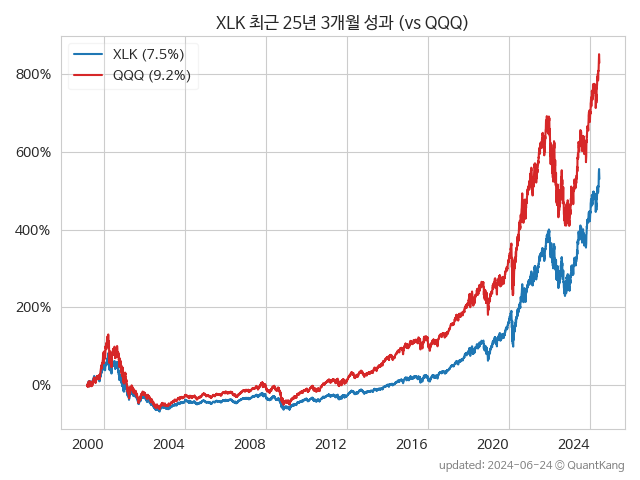 XLK 최근 25년 3개월 성과 (vs QQQ)
XLK (7.5%)
QQQ (9.2%)
800%
600%
400%
200%
0%
2000 2004 2008 2012 2016 2020 2024
updated: 2024-06-24 © QuantKang